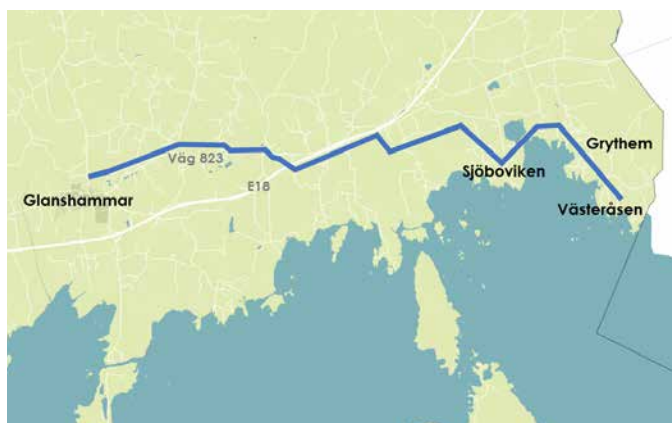 Grythem
Väg 823
Sjöboviken
E18
Glanshammar
Västeråsen